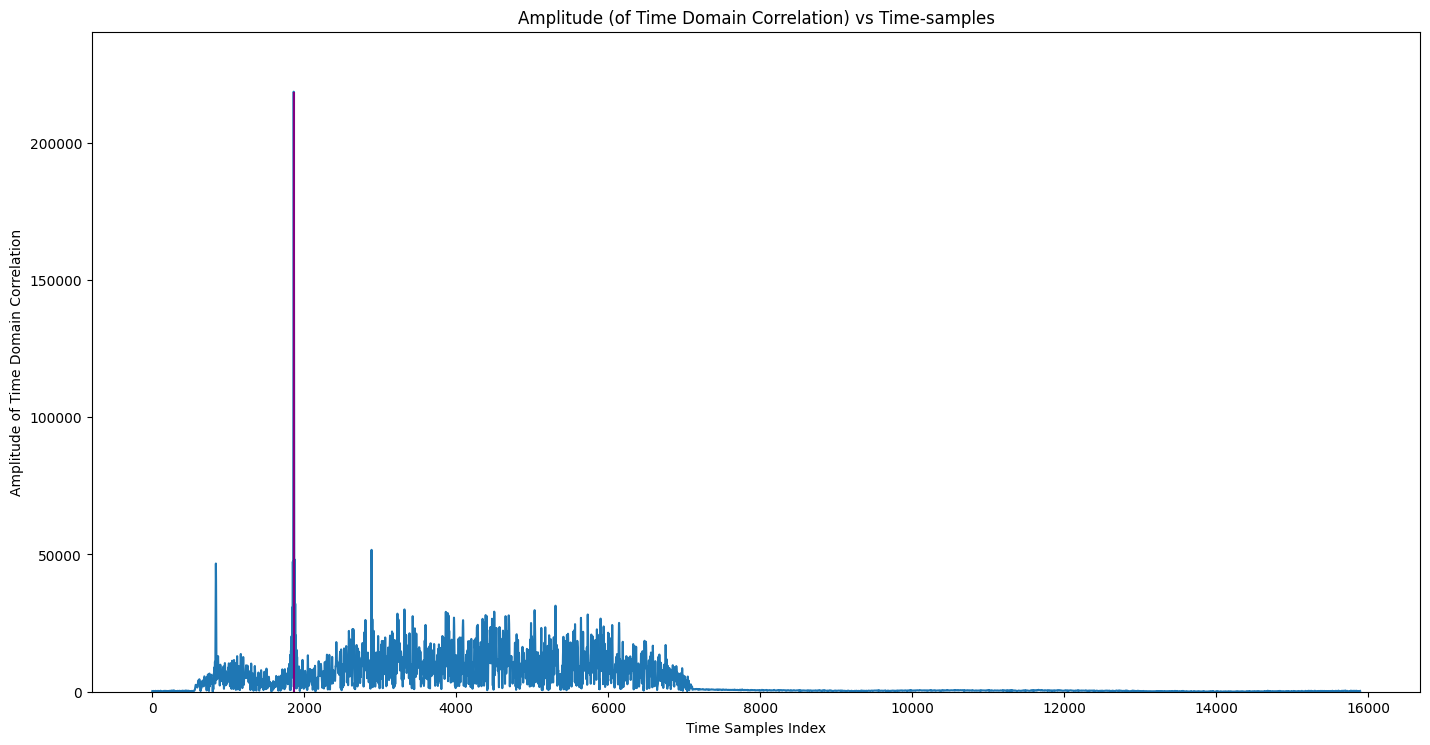 Amplitude (of Time Domain Correlation) vs Time-samples
Amplitude of Time Domain Correlation
200000
150000
100000
50000
0
0 2000 4000 6000 8000 10000 12000 14000 16000
Time Samples Index